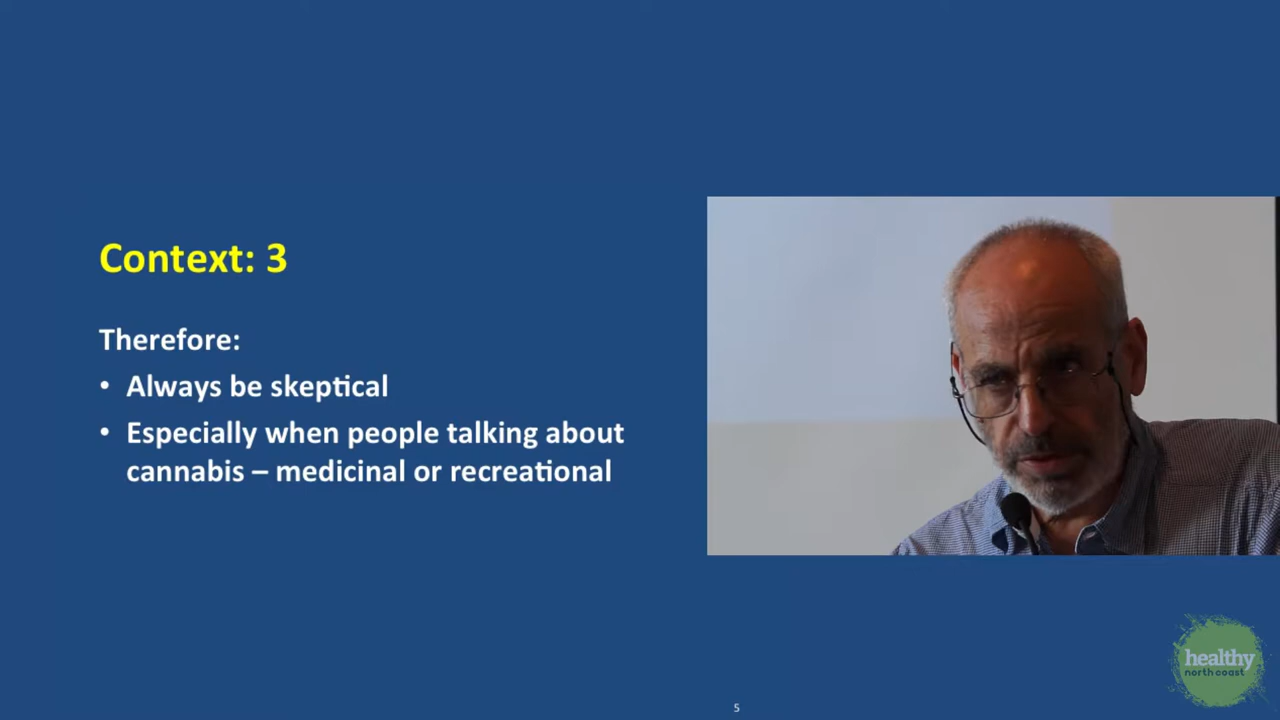 Context: 3
Therefore:
• Always be skeptical
• Especially when people talking about
cannabis – medicinal or recreational
healthy
north coast
5